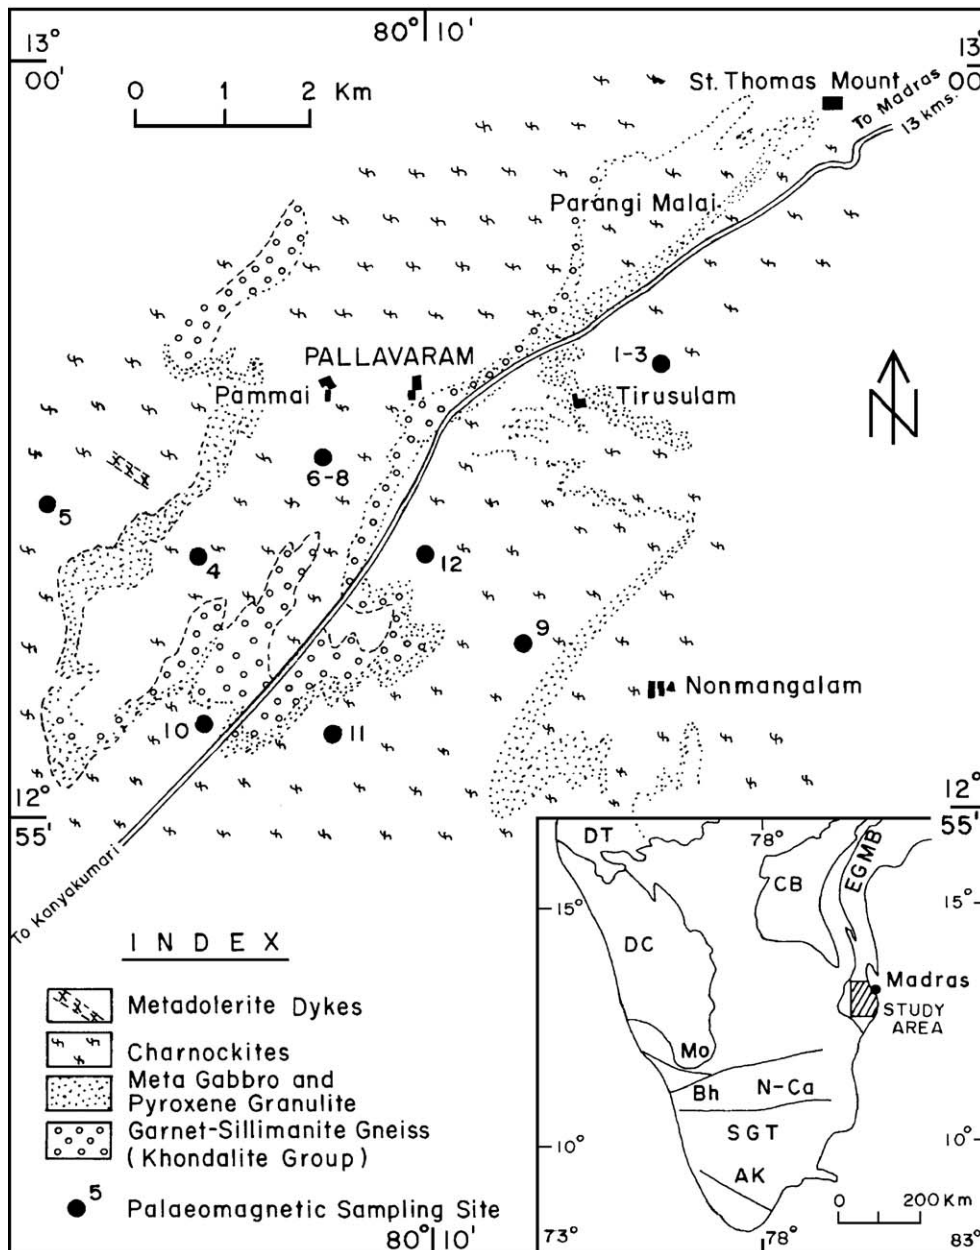 80° 10'
13°
00'
13°
00'
0 1 2 Km
St. Thomas Mount
To Madras
13 kms.
Parangi Malai
PALLAVARAM
1-3
Pammai
Tirusulam
N
6-8
5
4
12
9
Nonmangalam
10
11
12°
55'
12°
55'
To Kanyakumari
INDEX
Metadolerite Dykes
Charnockites
Meta Gabbro and
Pyroxene Granulite
Garnet-Sillimanite Gneiss
(Khondalite Group)
5
Palaeomagnetic Sampling Site
80° 10'
DT
78°
EGMB
CB
15°
15°
DC
Madras
STUDY
AREA
Mo
Bh
N-Ca
SGT
10°
10°
AK
0 200 Km
73°
78°
83°